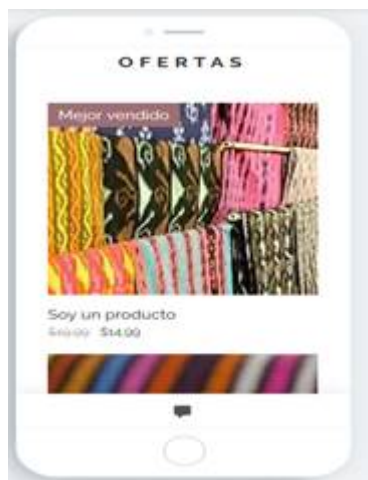 OFERTAS
Mejor vendido
Soy un producto
$19.99 $14.99